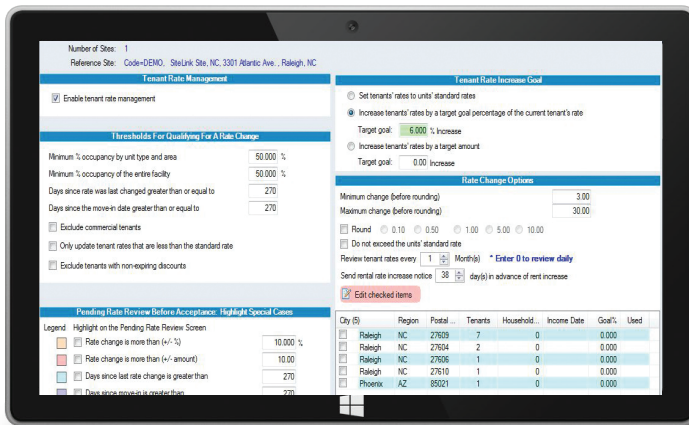 Number of Sites: 1
Reference Site: Code=DEMO, SiteLink Site, NC, 3301 Atlantic Ave. , Raleigh, NC
Tenant Rate Management
Enable tenant rate management
Thresholds For Qualifying For A Rate Change
Minimum % occupancy by unit type and area 50.000 %
Minimum % occupancy of the entire facility 50.000 %
Days since rate was last changed greater than or equal to 270
Days since the move-in date greater than or equal to 270
Exclude commercial tenants
Only update tenant rates that are less than the standard rate
Exclude tenants with non-expiring discounts
Pending Rate Review Before Acceptance: Highlight Special Cases
Legend Highlight on the Pending Rate Review Screen
Rate change is more than (+/- %) 10.000 %
Rate change is more than (+/- amount) 10.00
Days since last rate change is greater than 270
Days since move-in is greater than 270
Tenant Rate Increase Goal
Set tenants' rates to units' standard rates
Increase tenants' rates by a target goal percentage of the current tenant's rate
Target goal: 6.000 % Increase
Increase tenants' rates by a target amount
Target goal: 0.00 Increase
Rate Change Options
Minimum change (before rounding) 3.00
Maximum change (before rounding) 30.00
Round 0.10 0.50 1.00 5.00 10.00
Do not exceed the units' standard rate
Review tenant rates every 1 Month(s) * Enter 0 to review daily
Send rental rate increase notice 38 day(s) in advance of rent increase
Edit checked items
City (5) Region Postal ... Tenants Household... Income Date Goal% Used
Raleigh NC 27609 7 0 0.000
Raleigh NC 27604 2 0 0.000
Raleigh NC 27606 1 0 0.000
Raleigh NC 27610 1 0 0.000
Phoenix AZ 85021 1 0 0.000